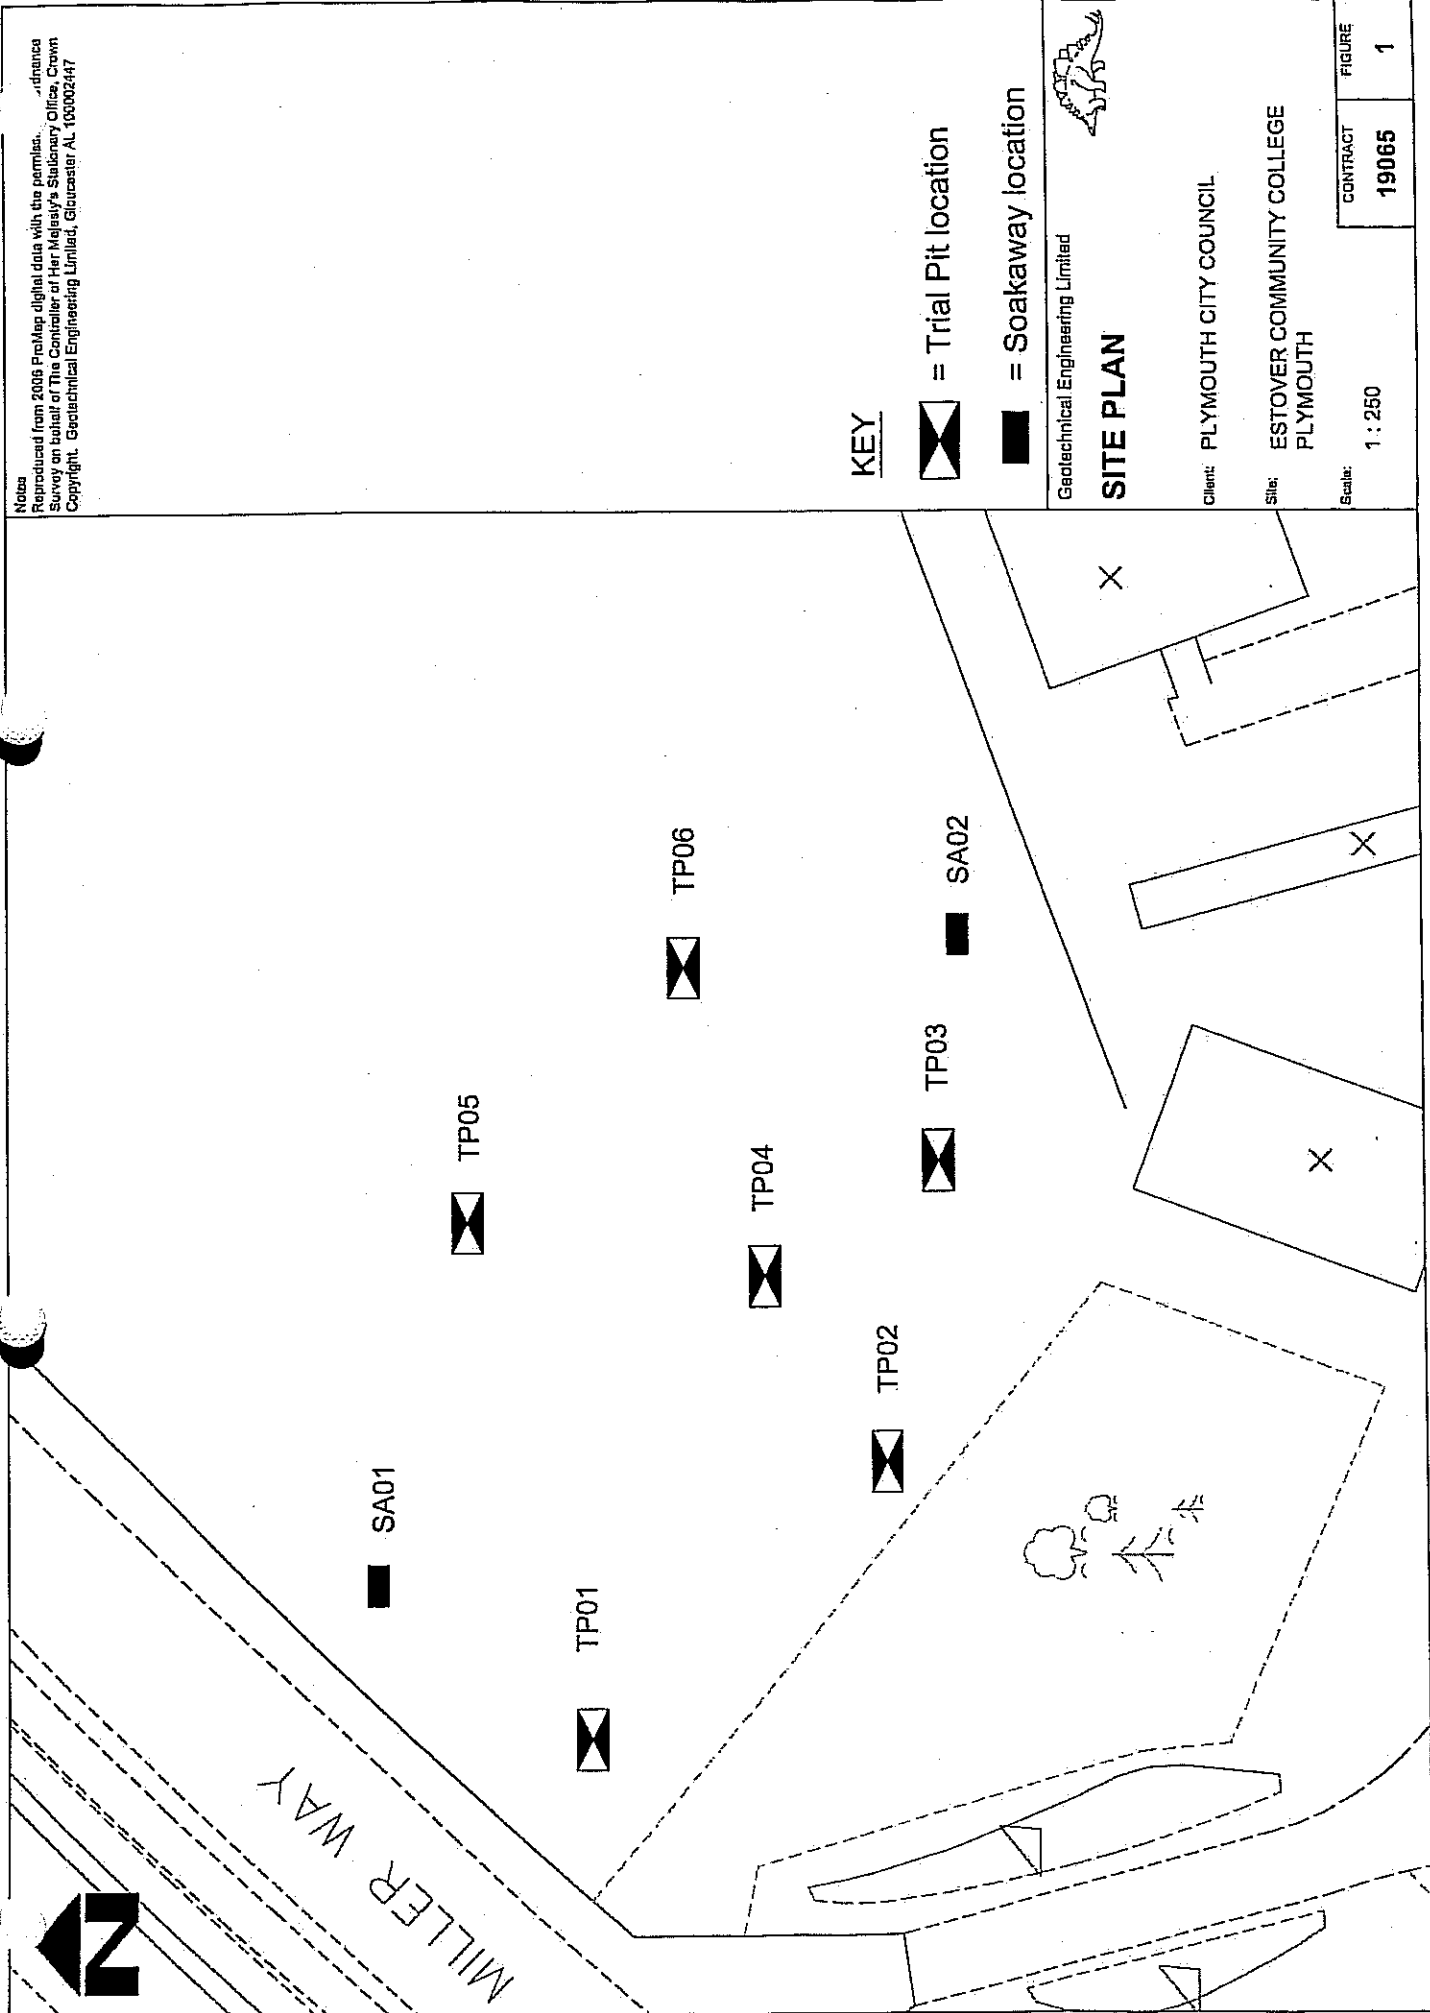 Notes
Reproduced from 2006 ProMap digital data with the
Survey on behalf of The Controller of Her Majesty's Stationary Office, Crown
Copyright. Geotechnical Engineering Limited, Gloucester AL 100002447
KEY
= Trial Pit location
= Soakaway location
Geotechnical Engineering Limited
SITE PLAN
Client: PLYMOUTH CITY COUNCIL
Site: ESTOVER COMMUNITY COLLEGE
PLYMOUTH
Scale: 1:250
CONTRACT
19065
FIGURE
1
N
MILLER WAY
SA01
TP01
TP05
TP04
TP02
TP06
TP03
SA02